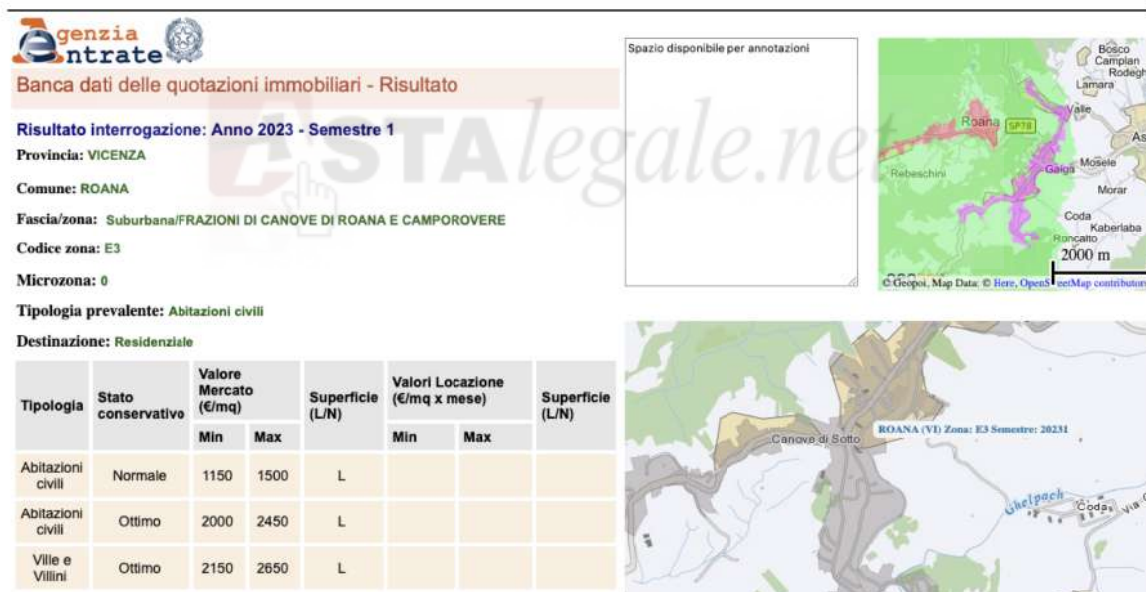 Agenzia
Entrate
Banca dati delle quotazioni immobiliari - Risultato
Risultato interrogazione: Anno 2023 - Semestre 1
Provincia: VICENZA
Comune: ROANA
Fascia/zona: Suburbana/FRAZIONI DI CANOVE DI ROANA E CAMPOROVERE
Codice zona: E3
Microzona: 0
Tipologia prevalente: Abitazioni civili
Destinazione: Residenziale
Tipologia Stato conservativo Valore Mercato (€/mq) Superficie (L/N) Valori Locazione (€/mq x mese) Superficie (L/N)
Min Max Min Max
Abitazioni civili Normale 1150 1500 L
Abitazioni civili Ottimo 2000 2450 L
Ville e Villini Ottimo 2150 2650 L
Spazio disponibile per annotazioni
ASTAlegale.net
Bosco
Camplan
Rodegh
Lamara
Valle
Roana
SP78
As
Rebeschini
Gaiga
Mosele
Morar
Coda
Kaberlaba
Roncalto
2000 m
© Geopoi, Map Data: © Here, OpenStreetMap contributors
Canove di Sotto
ROANA (VI) Zona: E3 Semestre: 20231
Ghelpach
Coda
Via